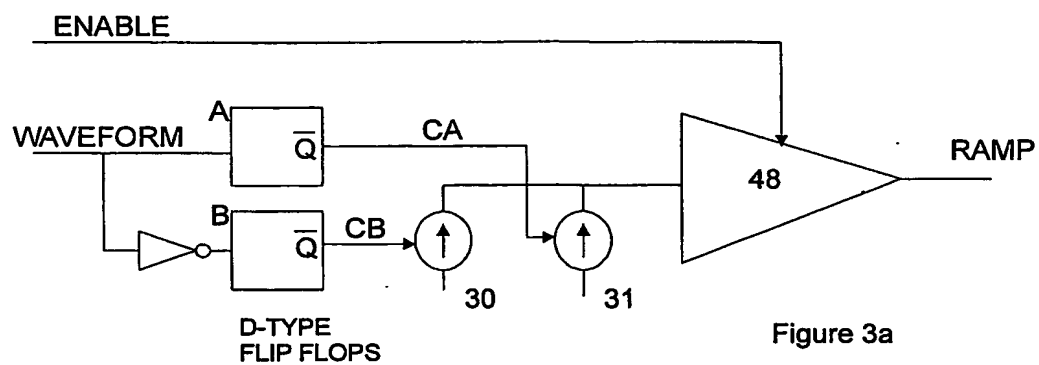 ENABLE
A
WAVEFORM
Q̅
CA
48
RAMP
B
Q̅
CB
30
31
D-TYPE
FLIP FLOPS
Figure 3a